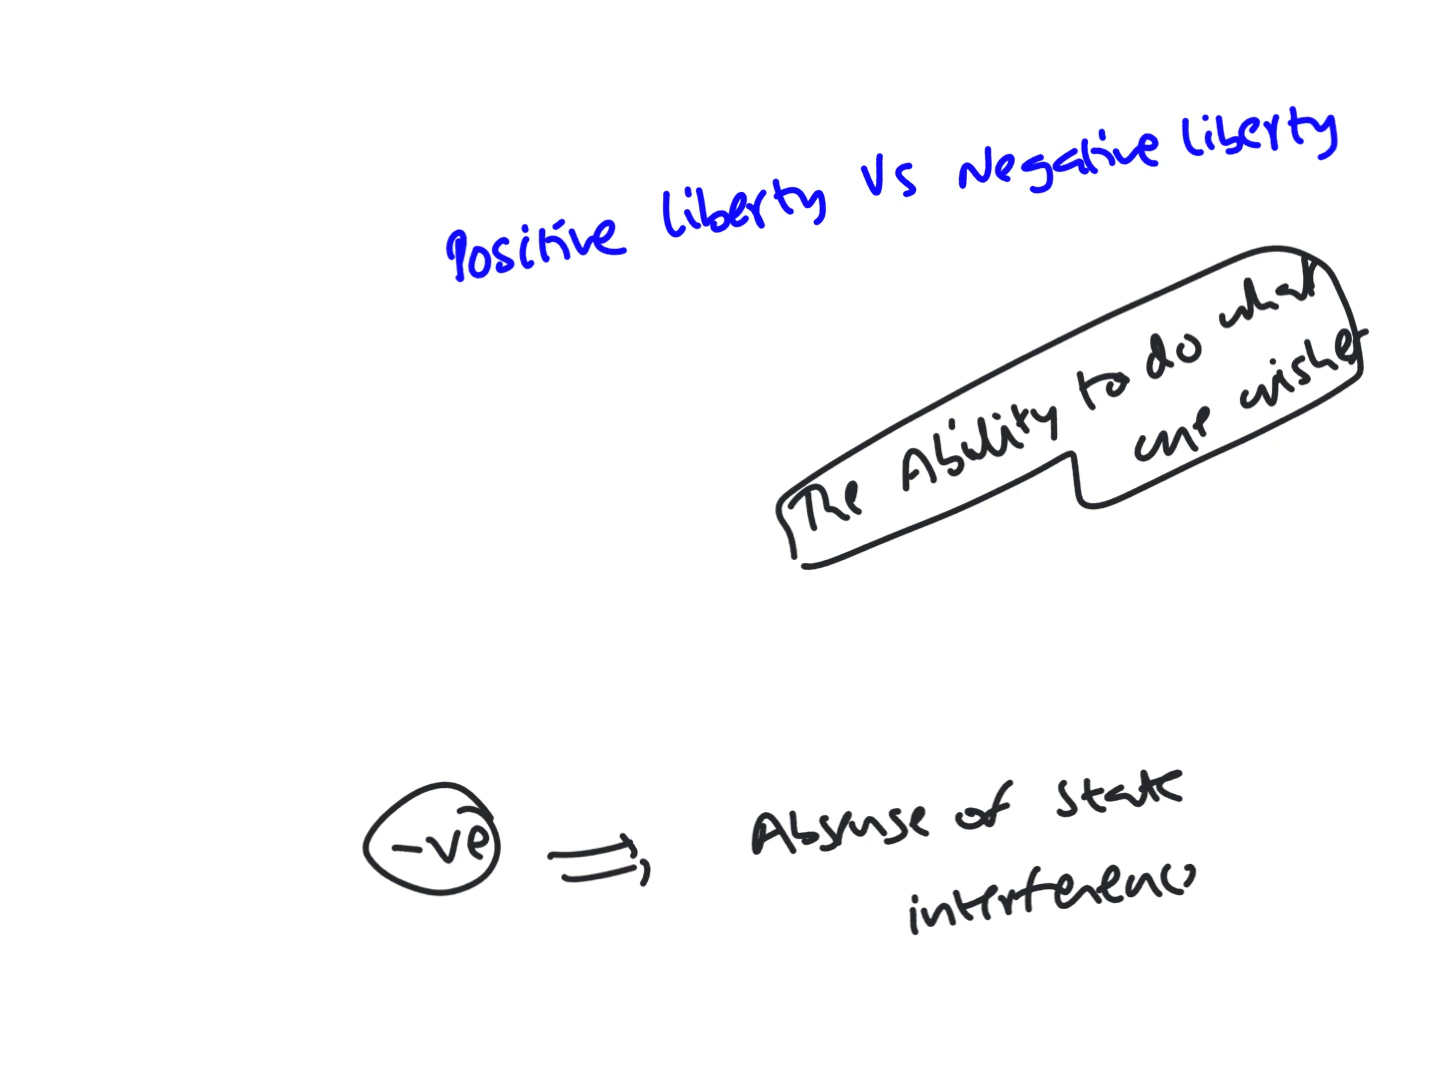 Positive liberty Vs Negative liberty
The Ability to do what
one wishes
-ve ⇒ Absense of state
interference